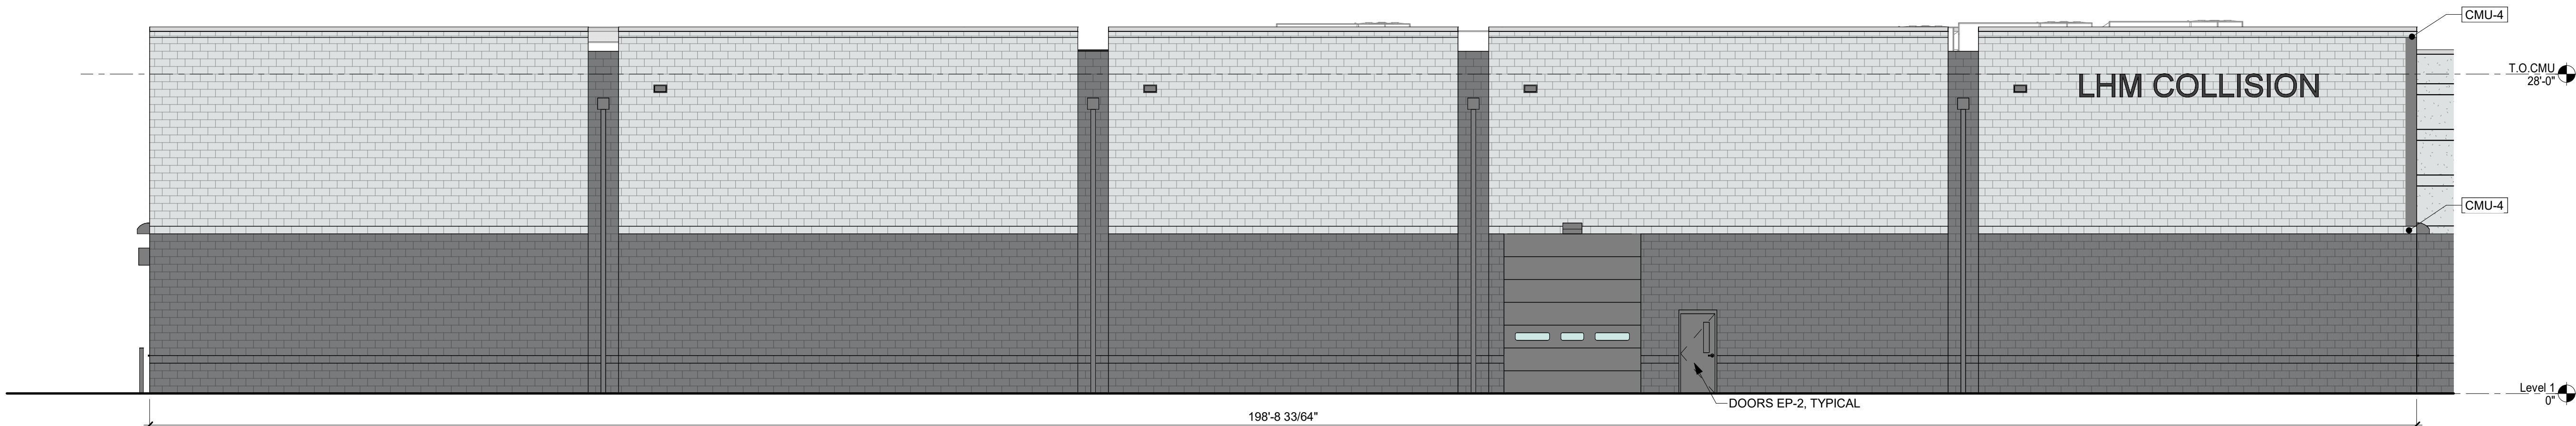 CMU-4
T.O.CMU
28'-0"
LHM COLLISION
CMU-4
Level 1
0"
DOORS EP-2, TYPICAL
198'-8 33/64"